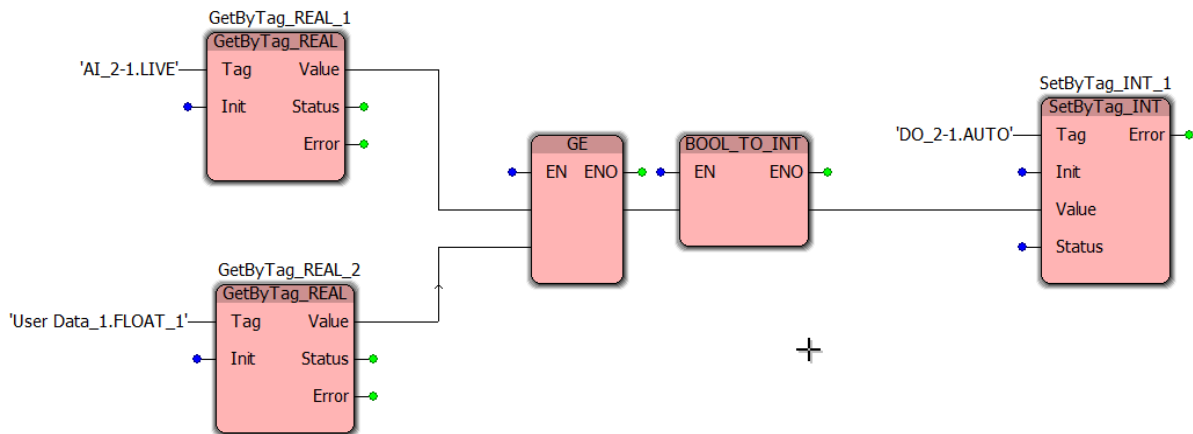 GetByTag_REAL_1
GetByTag_REAL
'AI_2-1.LIVE'
Tag Value
Init Status
Error
GetByTag_REAL_2
GetByTag_REAL
'User Data_1.FLOAT_1'
Tag Value
Init Status
Error
GE
EN ENO
BOOL_TO_INT
EN ENO
SetByTag_INT_1
SetByTag_INT
'DO_2-1.AUTO'
Tag Error
Init
Value
Status